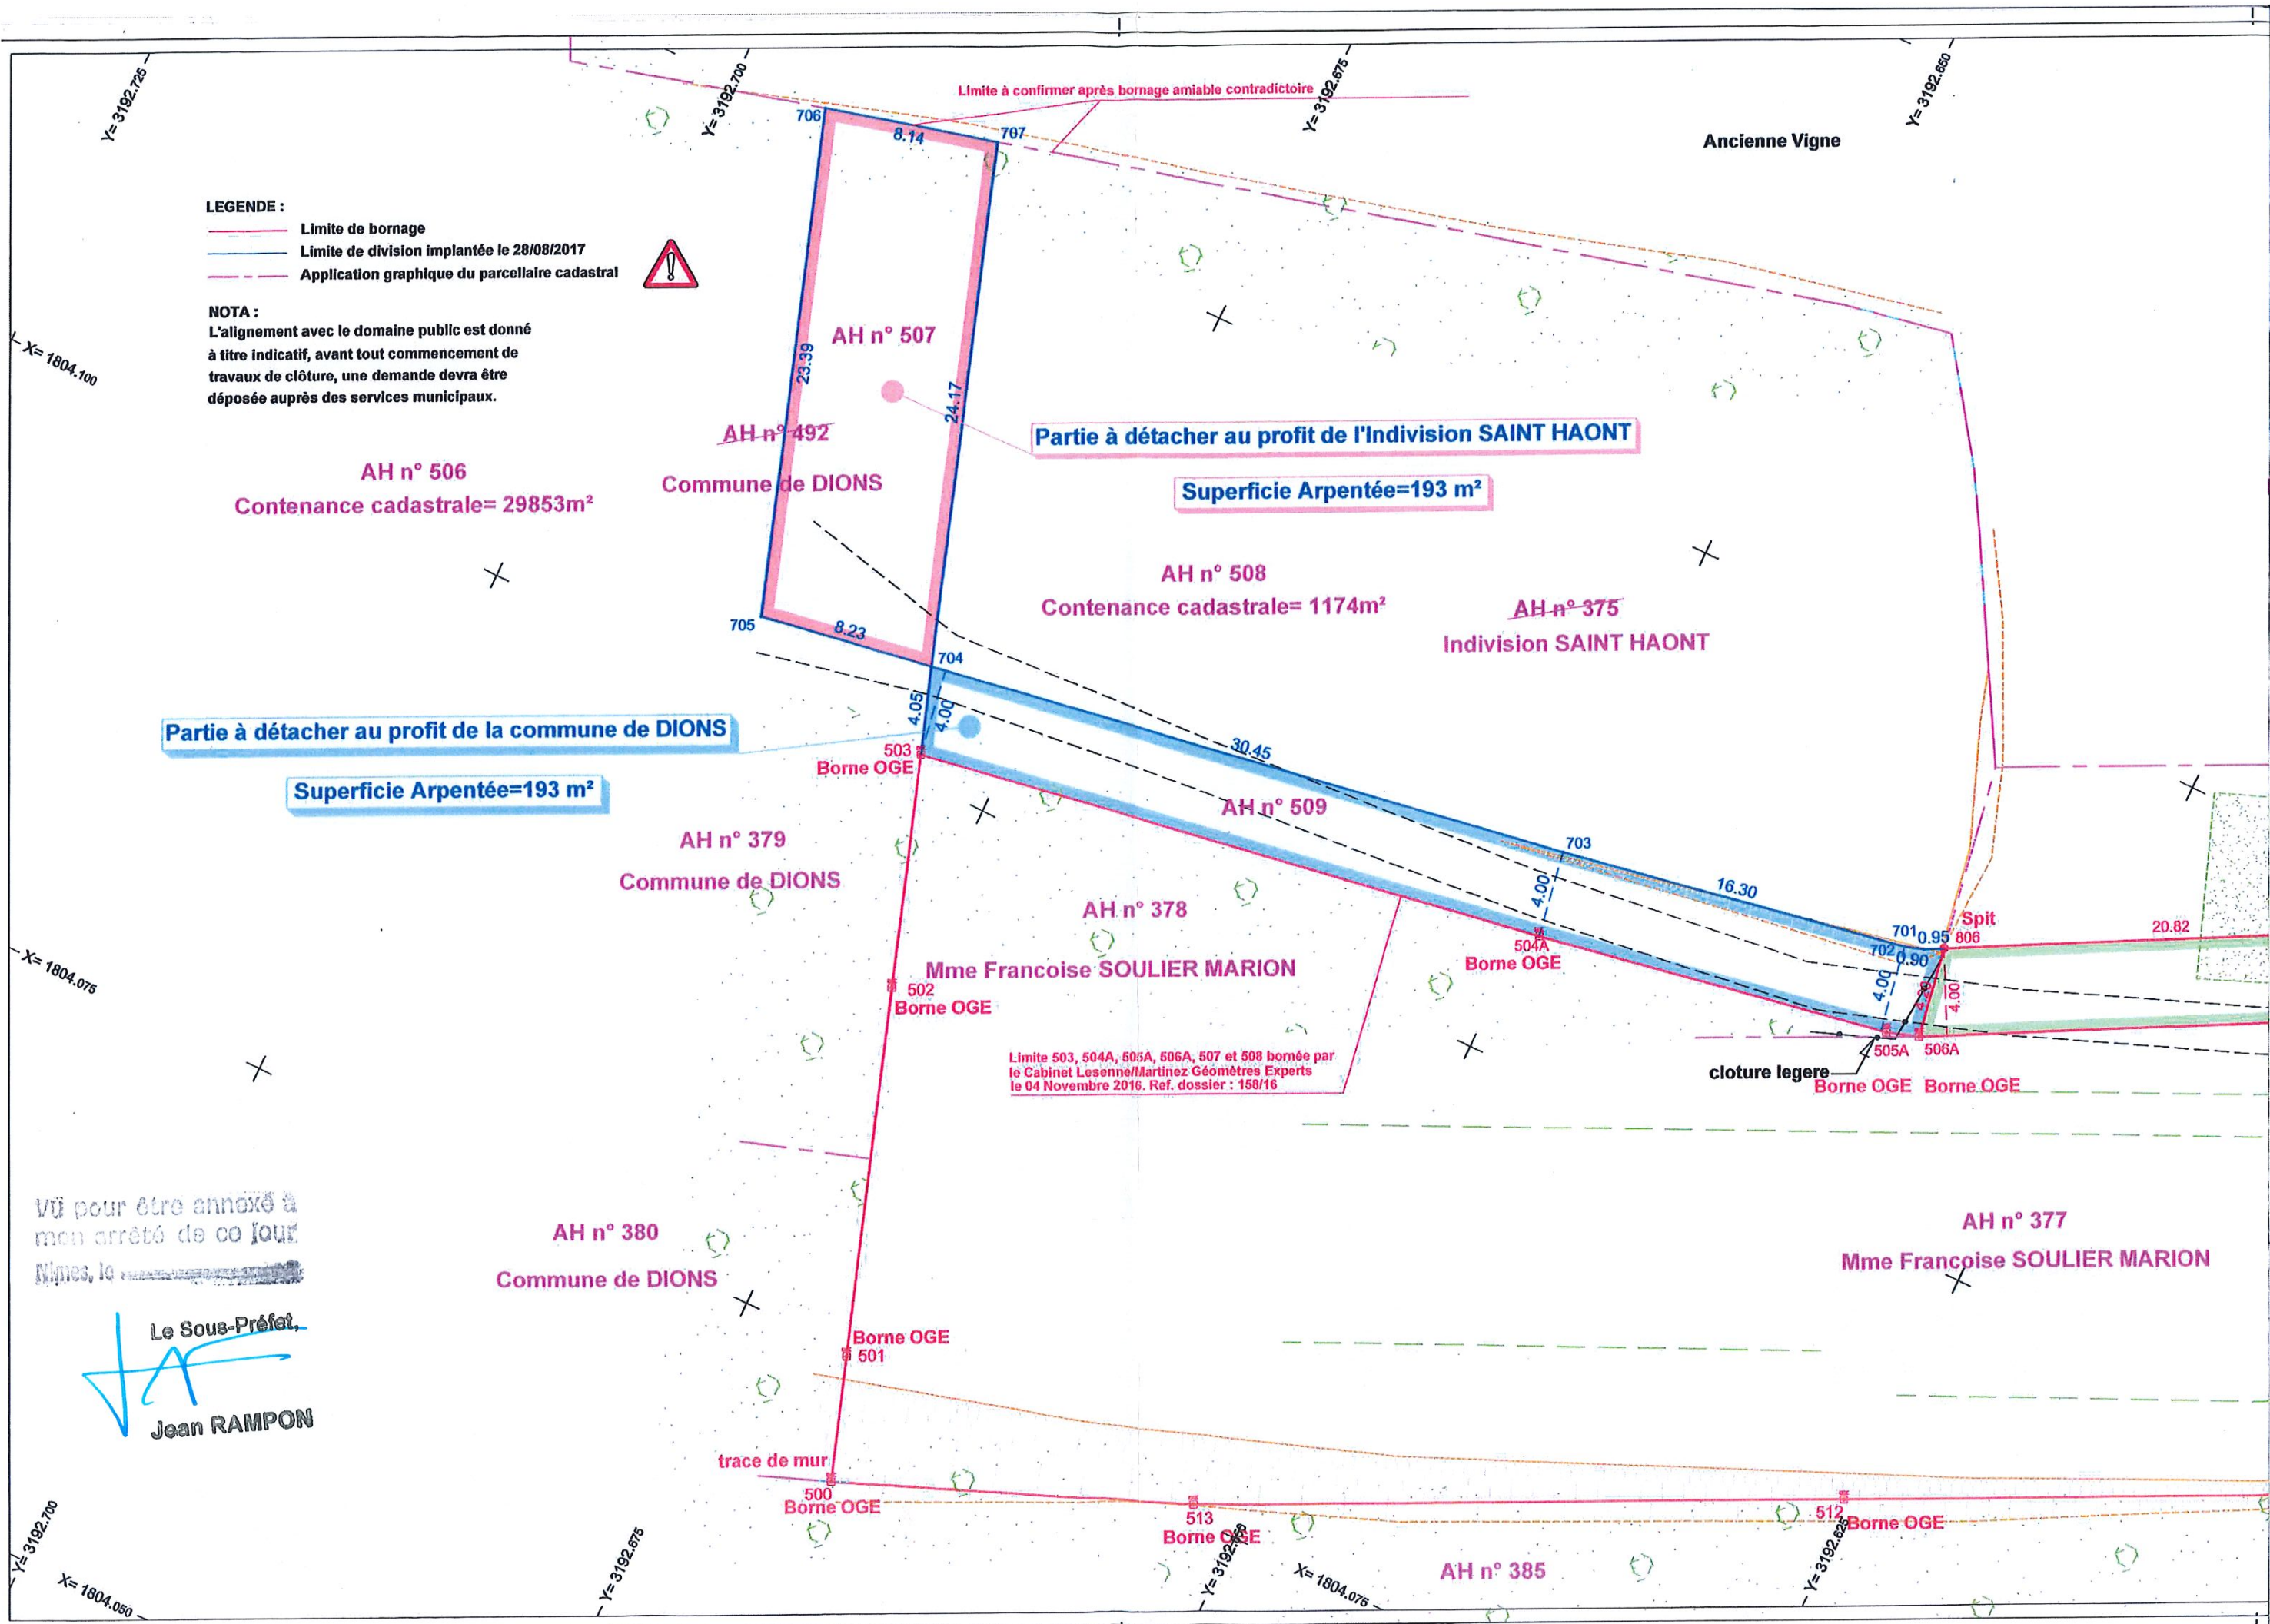 Y= 3192.725
Y= 3192.700
Y= 3192.675
Y= 3192.650
Limite à confirmer après bornage amiable contradictoire
706
8.14
707
Ancienne Vigne
LEGENDE :
Limite de bornage
Limite de division implantée le 28/08/2017
Application graphique du parcellaire cadastral
NOTA :
L'alignement avec le domaine public est donné
à titre indicatif, avant tout commencement de
travaux de clôture, une demande devra être
déposée auprès des services municipaux.
X= 1804.100
AH n° 507
23.39
24.17
AH n° 492
Commune de DIONS
AH n° 506
Contenance cadastrale= 29853m²
Partie à détacher au profit de l'Indivision SAINT HAONT
Superficie Arpentée=193 m²
AH n° 508
Contenance cadastrale= 1174m²
AH n° 375
Indivision SAINT HAONT
705
8.23
704
4.05
4.00
Partie à détacher au profit de la commune de DIONS
Superficie Arpentée=193 m²
503
Borne OGE
30.45
AH n° 509
703
4.00
16.30
504A
Borne OGE
701
0.95
Spit
806
702
0.90
20.82
4.00
4.20
4.00
505A
506A
cloture legere
Borne OGE
Borne OGE
AH n° 379
Commune de DIONS
AH n° 378
Mme Francoise SOULIER MARION
502
Borne OGE
X= 1804.075
Limite 503, 504A, 505A, 506A, 507 et 508 bornée par
le Cabinet Lesenne/Martinez Géomètres Experts
le 04 Novembre 2016. Ref. dossier : 158/16
Vu pour être annexé à
mon arrêté de ce jour
Nîmes, le
Le Sous-Préfet,
Jean RAMPON
AH n° 380
Commune de DIONS
AH n° 377
Mme Françoise SOULIER MARION
Borne OGE
501
trace de mur
500
Borne OGE
513
Borne OGE
512
Borne OGE
AH n° 385
Y= 3192.700
X= 1804.050
Y= 3192.675
Y= 3192.650
X= 1804.075
Y= 3192.625